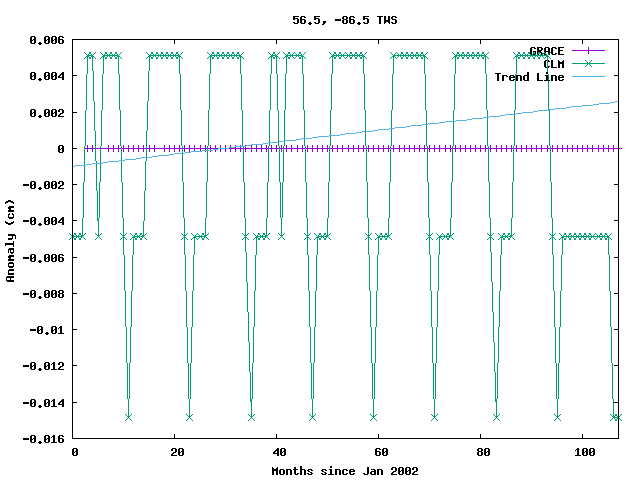 56.5, -86.5 TWS
0.006
0.004
0.002
0
-0.002
-0.004
-0.006
-0.008
-0.01
-0.012
-0.014
-0.016
Anomaly (cm)
GRACE
CLM
Trend Line
0 20 40 60 80 100
Months since Jan 2002